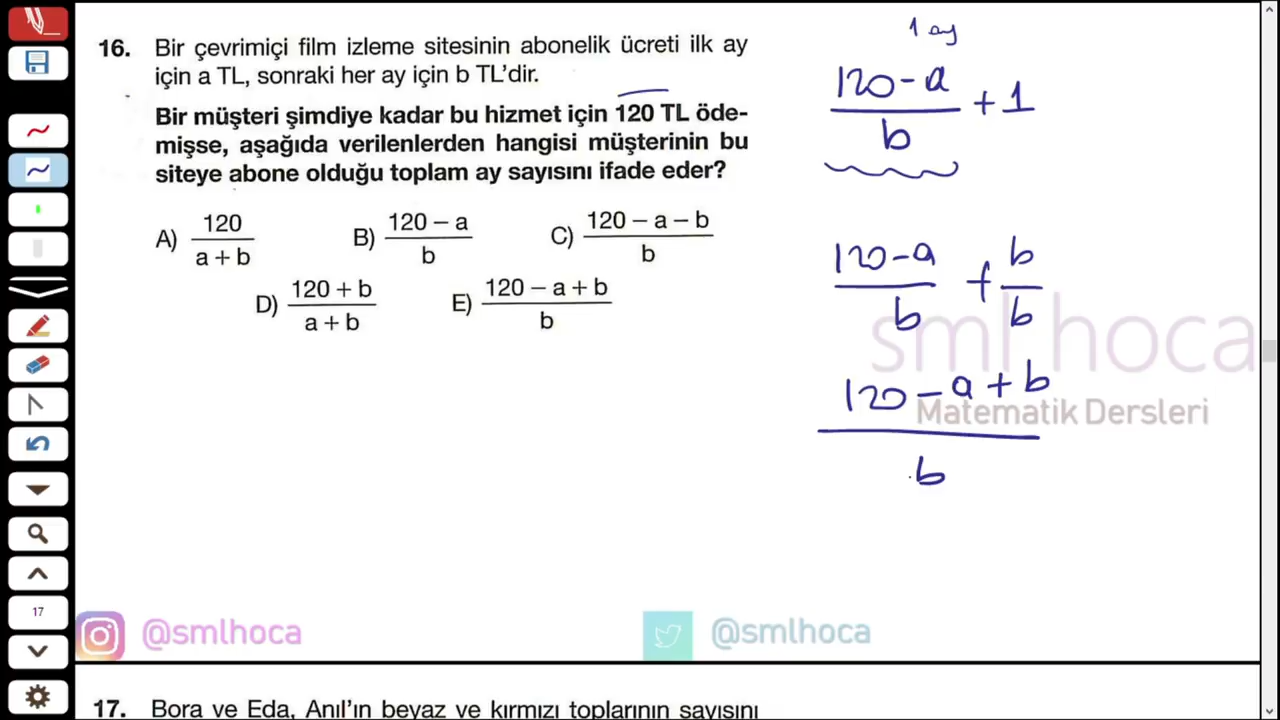 16. Bir çevrimiçi film izleme sitesinin abonelik ücreti ilk ay
için a TL, sonraki her ay için b TL'dir.
Bir müşteri şimdiye kadar bu hizmet için 120 TL öde-
mişse, aşağıda verilenlerden hangisi müşterinin bu
siteye abone olduğu toplam ay sayısını ifade eder?
A) 120 / (a + b) B) (120 – a) / b C) (120 – a – b) / b
D) (120 + b) / (a + b) E) (120 – a + b) / b
1 ay
(120 - a) / b + 1
(120 - a) / b + b / b
(120 - a + b) / b
sml hoca
Matematik Dersleri
17
@smlhoca @smlhoca
17. Bora ve Eda, Anıl'ın beyaz ve kırmızı toplarının sayısını